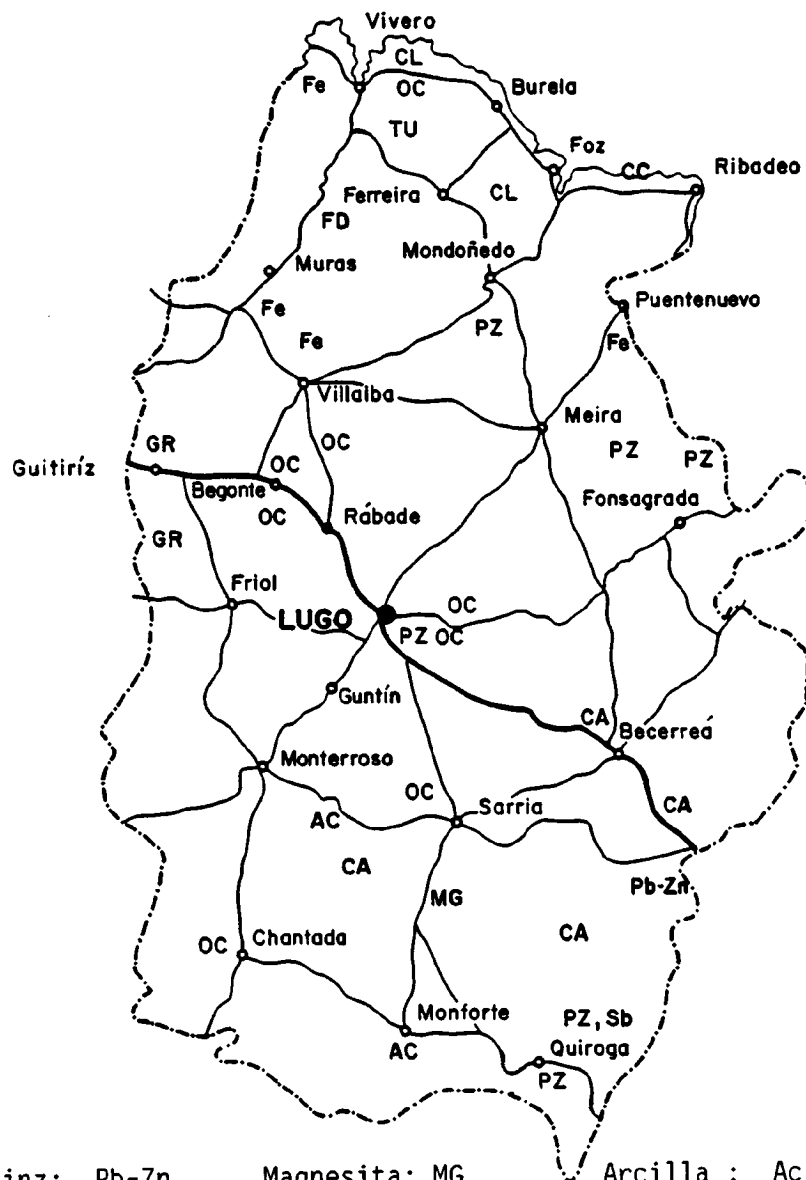 Vivero
CL
Fe
OC
Burela
TU
Foz
CC
Ribadeo
Ferreira
CL
FD
Mondoñedo
Muras
Puentenuevo
Fe
PZ
Fe
Fe
Villalba
Meira
GR
OC
PZ
PZ
Guitiríz
OC
Begonte
OC
Rábade
Fonsagrada
GR
Friol
OC
LUGO
PZ OC
Guntín
CA
Becerreá
Monterroso
OC
Sarria
CA
AC
CA
MG
Pb-Zn
OC
Chantada
CA
Monforte
PZ, Sb
AC
Quiroga
PZ
inz: Pb-Zn Magnesita: MG Arcilla : Ac